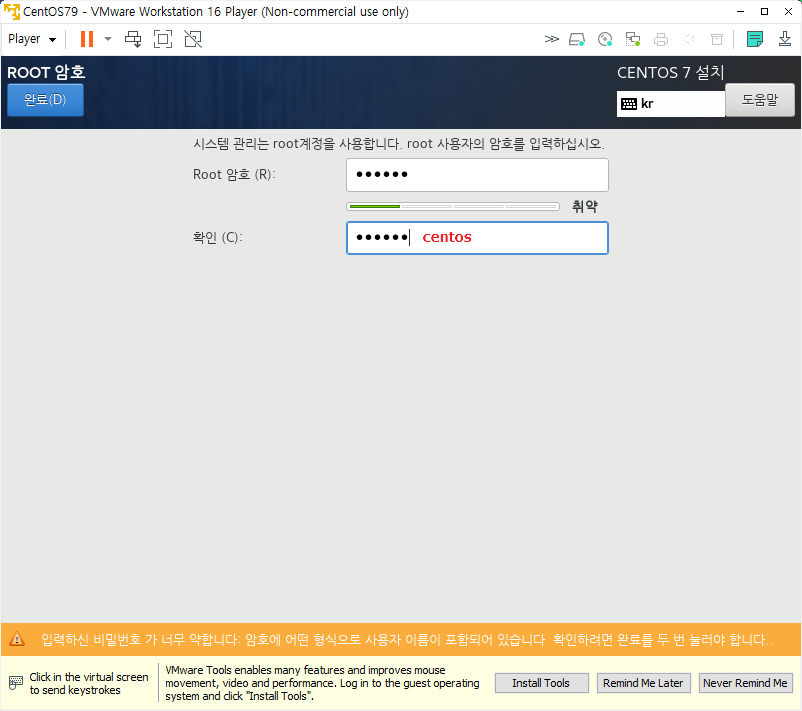 CentOS79 - VMware Workstation 16 Player (Non-commercial use only)
Player
ROOT 암호
CENTOS 7 설치
완료(D)
kr
도움말
시스템 관리는 root계정을 사용합니다. root 사용자의 암호를 입력하십시오.
Root 암호 (R):
●●●●●●
취약
확인 (C):
●●●●●● centos
입력하신 비밀번호 가 너무 약합니다: 암호에 어떤 형식으로 사용자 이름이 포함되어 있습니다 확인하려면 완료를 두 번 눌러야 합니다..
Click in the virtual screen
to send keystrokes
VMware Tools enables many features and improves mouse
movement, video and performance. Log in to the guest operating
system and click "Install Tools".
Install Tools
Remind Me Later
Never Remind Me